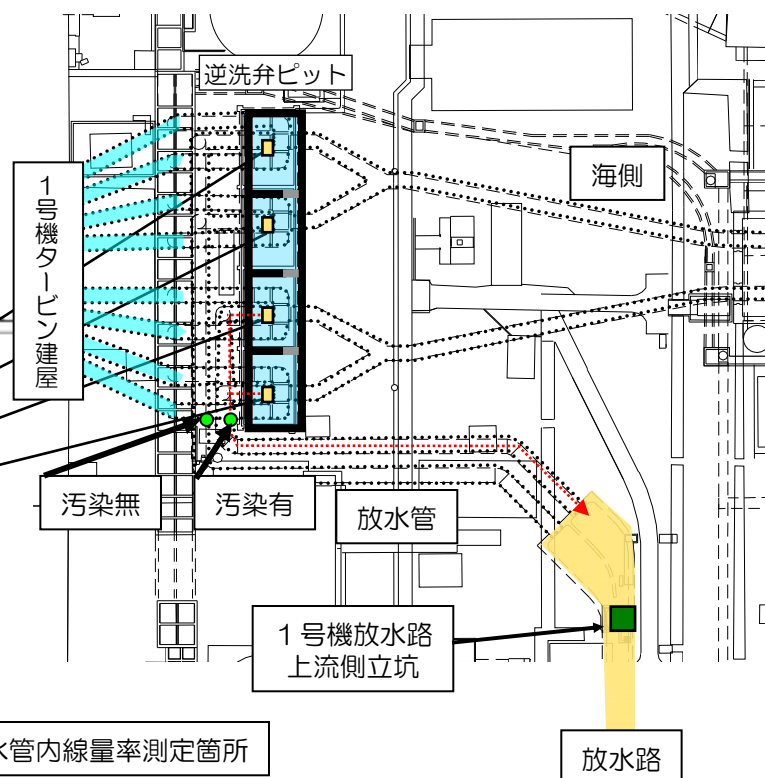 逆洗弁ピット
海側
1号機タービン建屋
汚染無
汚染有
放水管
1号機放水路
上流側立坑
水管内線量率測定箇所
放水路